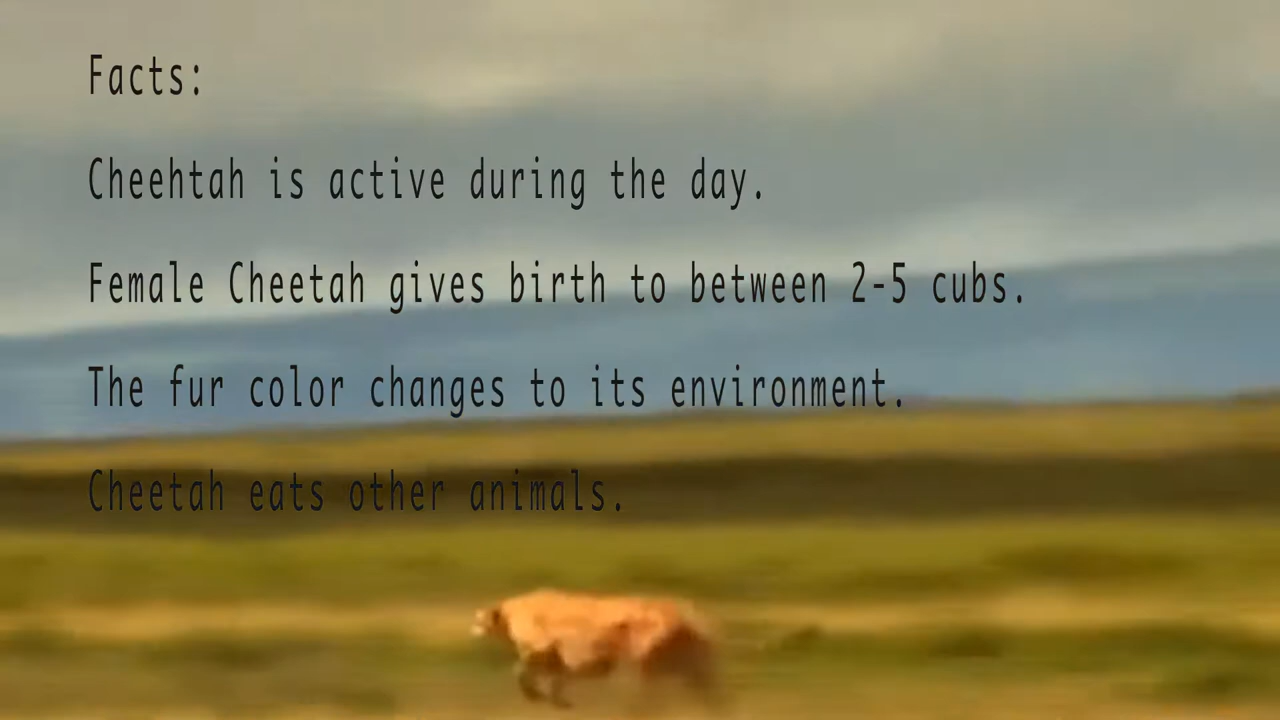 Facts:
Cheehtah is active during the day.
Female Cheetah gives birth to between 2-5 cubs.
The fur color changes to its environment.
Cheetah eats other animals.